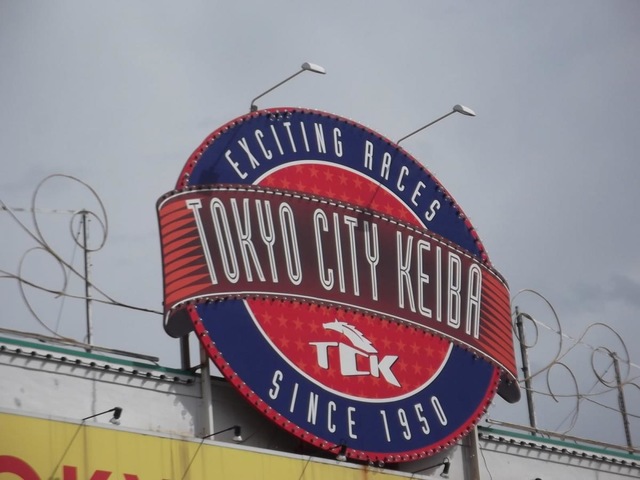 EXCITING RACES
TOKYO CITY KEIBA
TCK
SINCE 1950